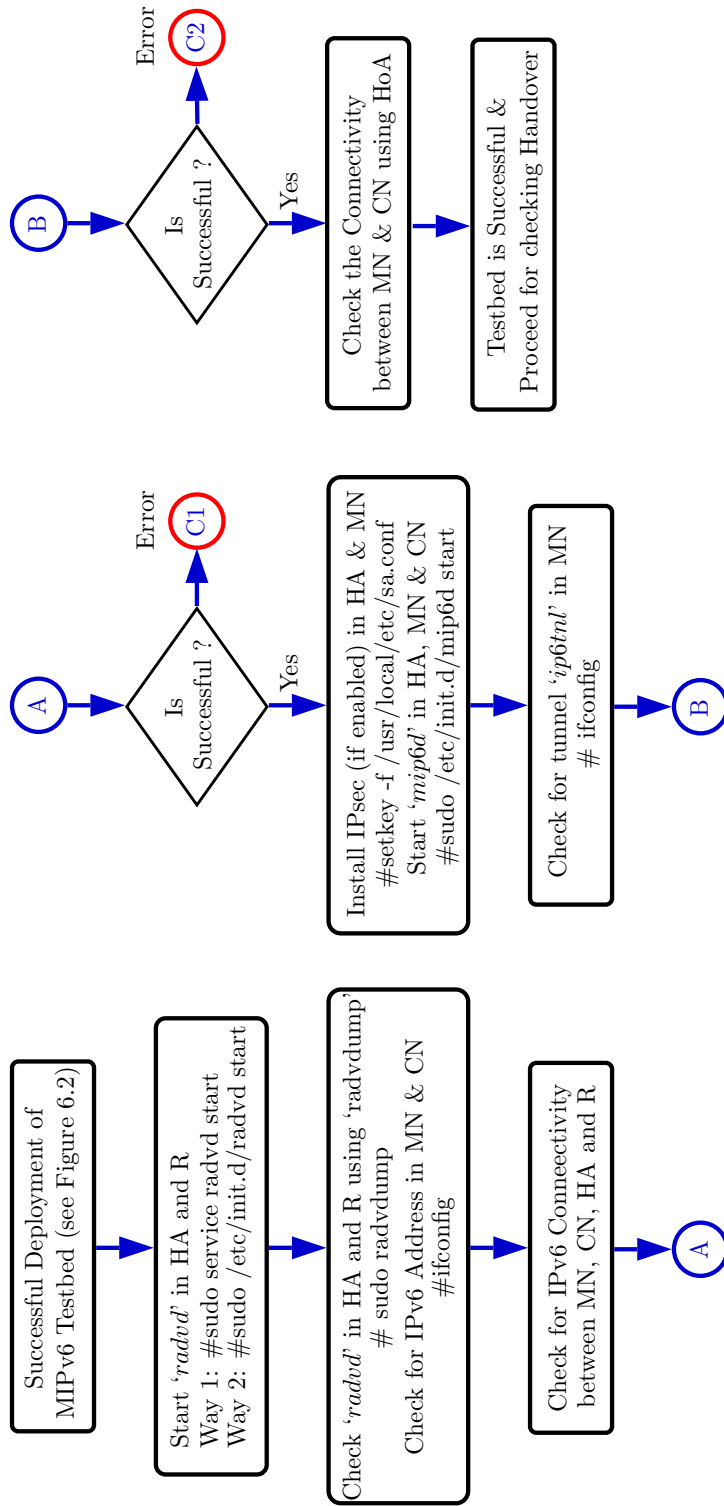 Successful Deployment of
MIPv6 Testbed (see Figure 6.2)
Start ‘radvd’ in HA and R
Way 1: #sudo service radvd start
Way 2: #sudo /etc/init.d/radvd start
Check ‘radvd’ in HA and R using ‘radvdump’
# sudo radvdump
Check for IPv6 Address in MN & CN
#ifconfig
Check for IPv6 Connectivity
between MN, CN, HA and R
A
A
Is
Successful ?
Error
C1
Yes
Install IPsec (if enabled) in HA & MN
#setkey -f /usr/local/etc/sa.conf
Start ‘mip6d’ in HA, MN & CN
#sudo /etc/init.d/mip6d start
Check for tunnel ‘ip6tnl’ in MN
# ifconfig
B
B
Is
Successful ?
Error
C2
Yes
Check the Connectivity
between MN & CN using HoA
Testbed is Successful &
Proceed for checking Handover